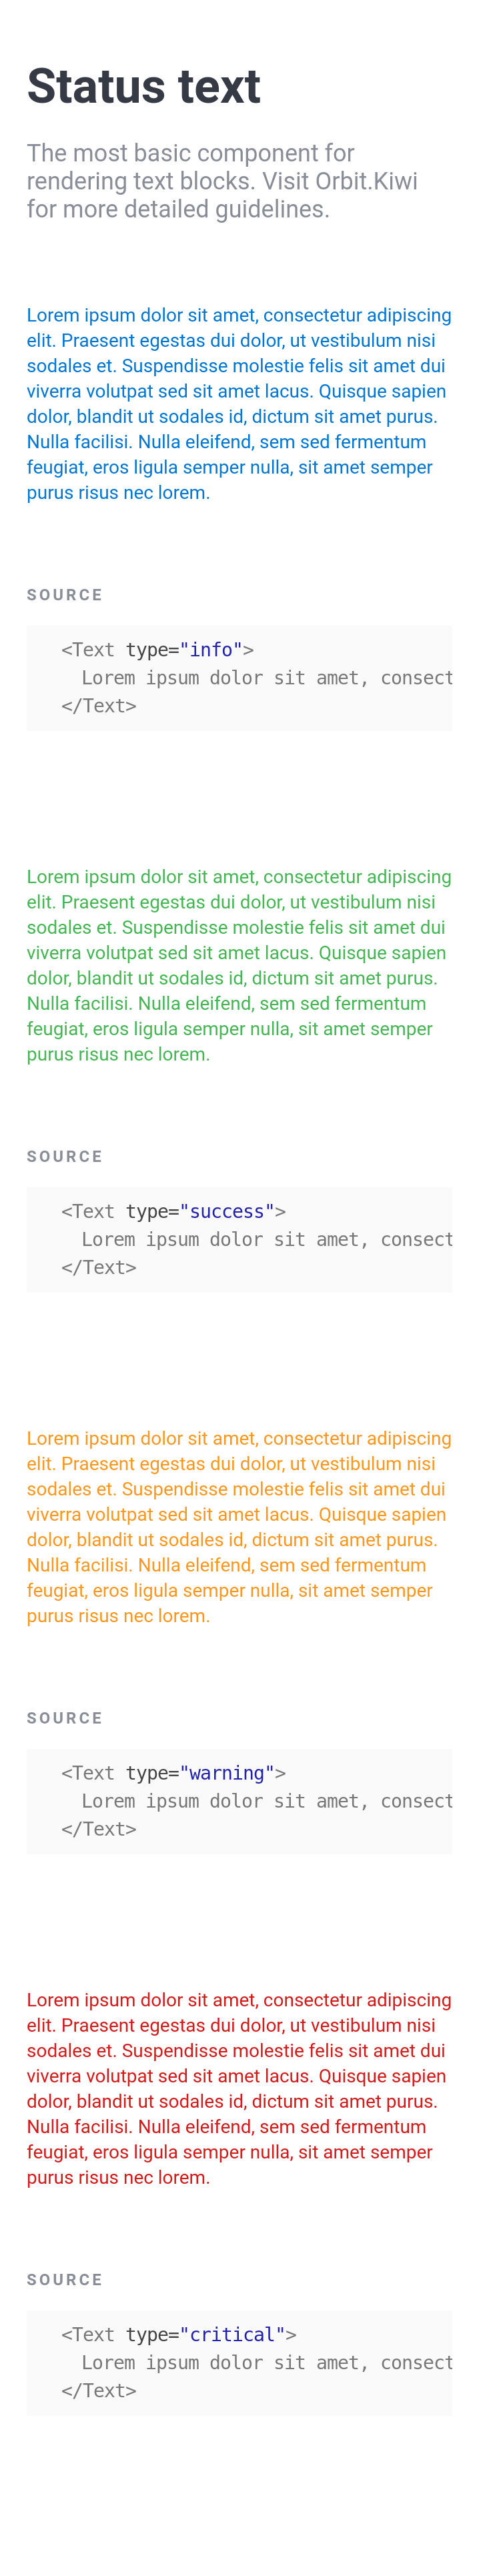 Status text
The most basic component for
rendering text blocks. Visit Orbit.Kiwi
for more detailed guidelines.
Lorem ipsum dolor sit amet, consectetur adipiscing
elit. Praesent egestas dui dolor, ut vestibulum nisi
sodales et. Suspendisse molestie felis sit amet dui
viverra volutpat sed sit amet lacus. Quisque sapien
dolor, blandit ut sodales id, dictum sit amet purus.
Nulla facilisi. Nulla eleifend, sem sed fermentum
feugiat, eros ligula semper nulla, sit amet semper
purus risus nec lorem.
SOURCE
<Text type="info">
Lorem ipsum dolor sit amet, consect
</Text>
Lorem ipsum dolor sit amet, consectetur adipiscing
elit. Praesent egestas dui dolor, ut vestibulum nisi
sodales et. Suspendisse molestie felis sit amet dui
viverra volutpat sed sit amet lacus. Quisque sapien
dolor, blandit ut sodales id, dictum sit amet purus.
Nulla facilisi. Nulla eleifend, sem sed fermentum
feugiat, eros ligula semper nulla, sit amet semper
purus risus nec lorem.
SOURCE
<Text type="success">
Lorem ipsum dolor sit amet, consect
</Text>
Lorem ipsum dolor sit amet, consectetur adipiscing
elit. Praesent egestas dui dolor, ut vestibulum nisi
sodales et. Suspendisse molestie felis sit amet dui
viverra volutpat sed sit amet lacus. Quisque sapien
dolor, blandit ut sodales id, dictum sit amet purus.
Nulla facilisi. Nulla eleifend, sem sed fermentum
feugiat, eros ligula semper nulla, sit amet semper
purus risus nec lorem.
SOURCE
<Text type="warning">
Lorem ipsum dolor sit amet, consect
</Text>
Lorem ipsum dolor sit amet, consectetur adipiscing
elit. Praesent egestas dui dolor, ut vestibulum nisi
sodales et. Suspendisse molestie felis sit amet dui
viverra volutpat sed sit amet lacus. Quisque sapien
dolor, blandit ut sodales id, dictum sit amet purus.
Nulla facilisi. Nulla eleifend, sem sed fermentum
feugiat, eros ligula semper nulla, sit amet semper
purus risus nec lorem.
SOURCE
<Text type="critical">
Lorem ipsum dolor sit amet, consect
</Text>